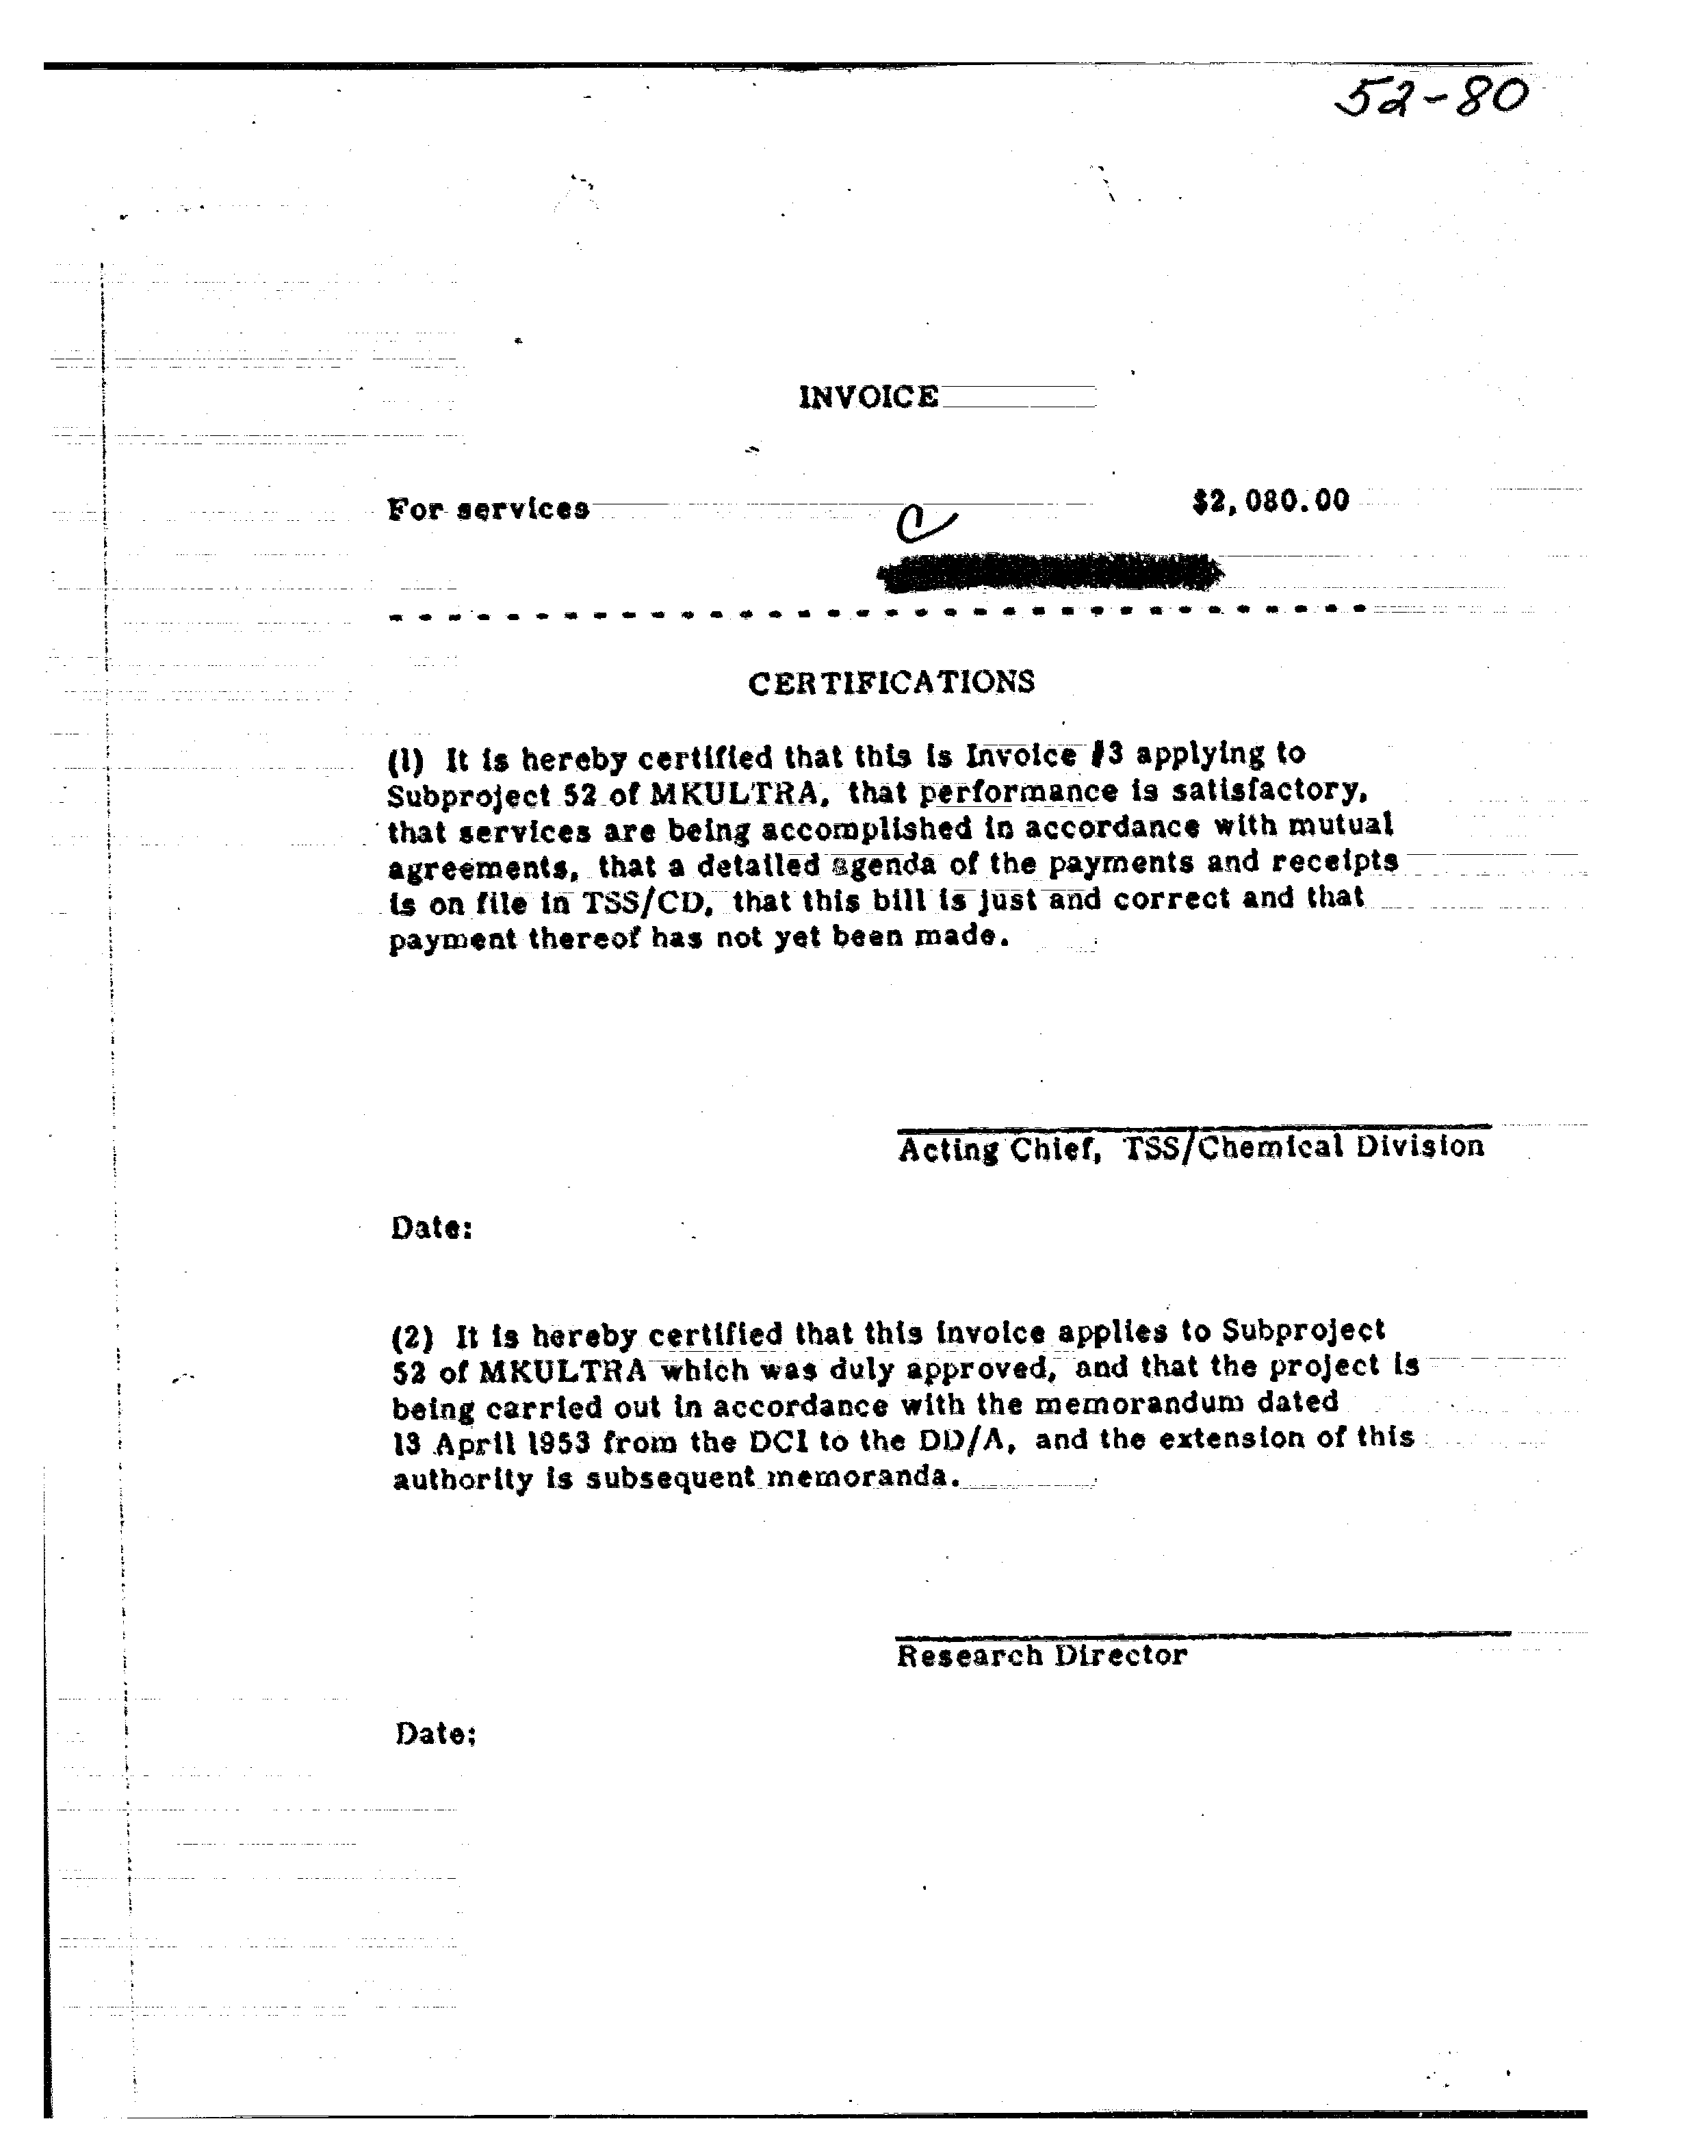 52-80
INVOICE
For services $2,080.00
C
CERTIFICATIONS
(1) It is hereby certified that this is Invoice #3 applying to
Subproject 52 of MKULTRA, that performance is satisfactory,
that services are being accomplished in accordance with mutual
agreements, that a detailed agenda of the payments and receipts
is on file in TSS/CD, that this bill is just and correct and that
payment thereof has not yet been made.
Acting Chief, TSS/Chemical Division
Date:
(2) It is hereby certified that this invoice applies to Subproject
52 of MKULTRA which was duly approved, and that the project is
being carried out in accordance with the memorandum dated
13 April 1953 from the DCI to the DD/A, and the extension of this
authority is subsequent memoranda.
Research Director
Date: